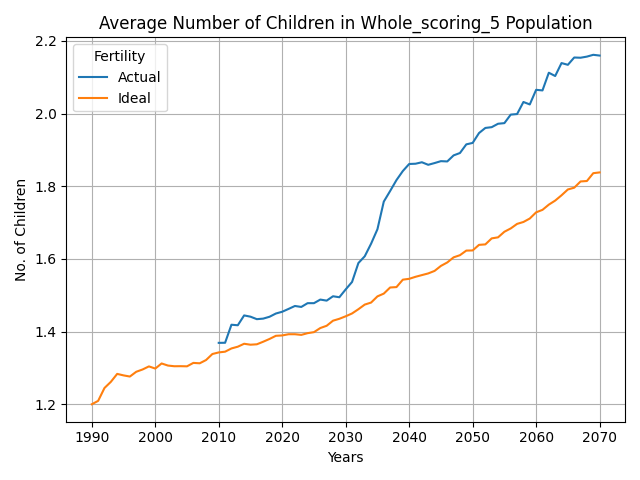 Average Number of Children in Whole_scoring_5 Population
Fertility
Actual
Ideal
No. of Children
2.2
2.0
1.8
1.6
1.4
1.2
1990 2000 2010 2020 2030 2040 2050 2060 2070
Years